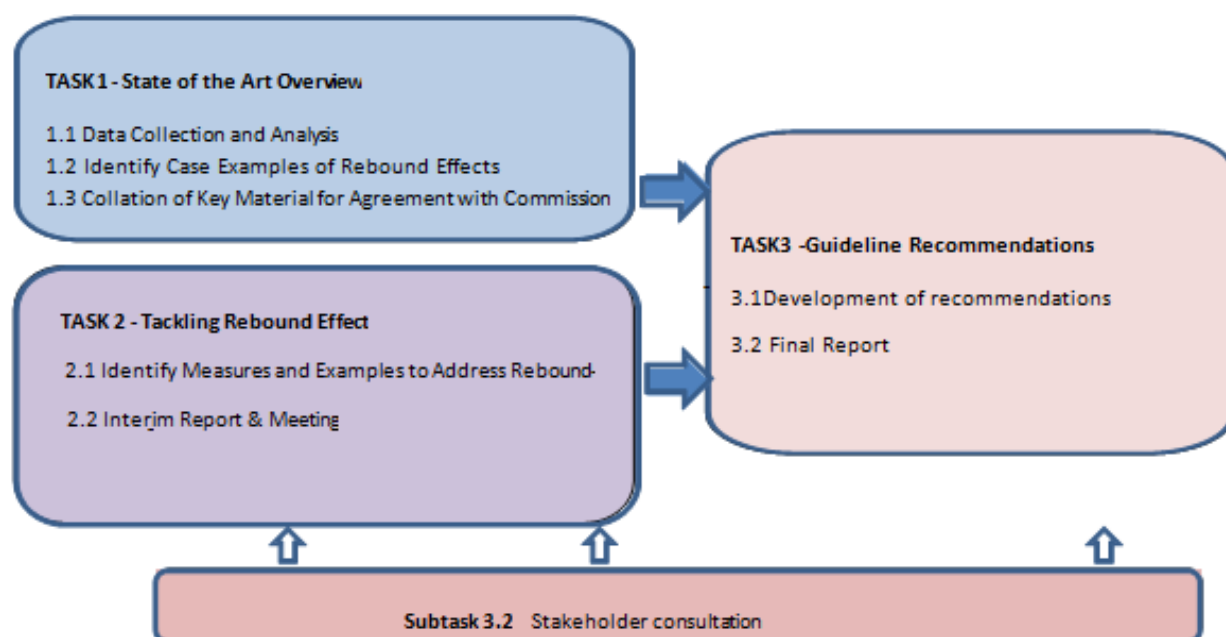 TASK 1 - State of the Art Overview
1.1 Data Collection and Analysis
1.2 Identify Case Examples of Rebound Effects
1.3 Collation of Key Material for Agreement with Commission
TASK 2 - Tackling Rebound Effect
2.1 Identify Measures and Examples to Address Rebound-
2.2 Interim Report & Meeting
TASK3 -Guideline Recommendations
3.1Development of recommendations
3.2 Final Report
Subtask 3.2 Stakeholder consultation